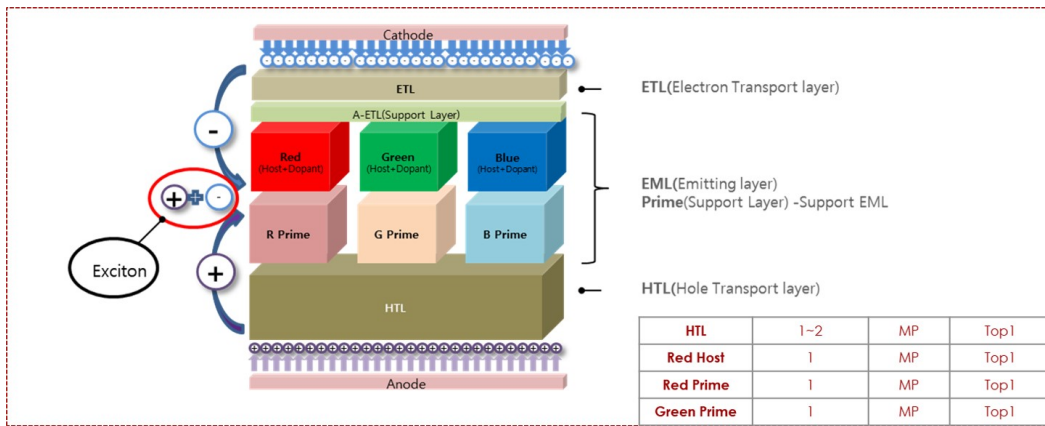 Cathode
ETL
ETL(Electron Transport layer)
A-ETL(Support Layer)
Red
(Host+Dopant)
Green
(Host+Dopant)
Blue
(Host+Dopant)
EML(Emitting layer)
Prime(Support Layer) -Support EML
R Prime
G Prime
B Prime
Exciton
HTL
HTL(Hole Transport layer)
Anode
HTL 1~2 MP Top1
Red Host 1 MP Top1
Red Prime 1 MP Top1
Green Prime 1 MP Top1